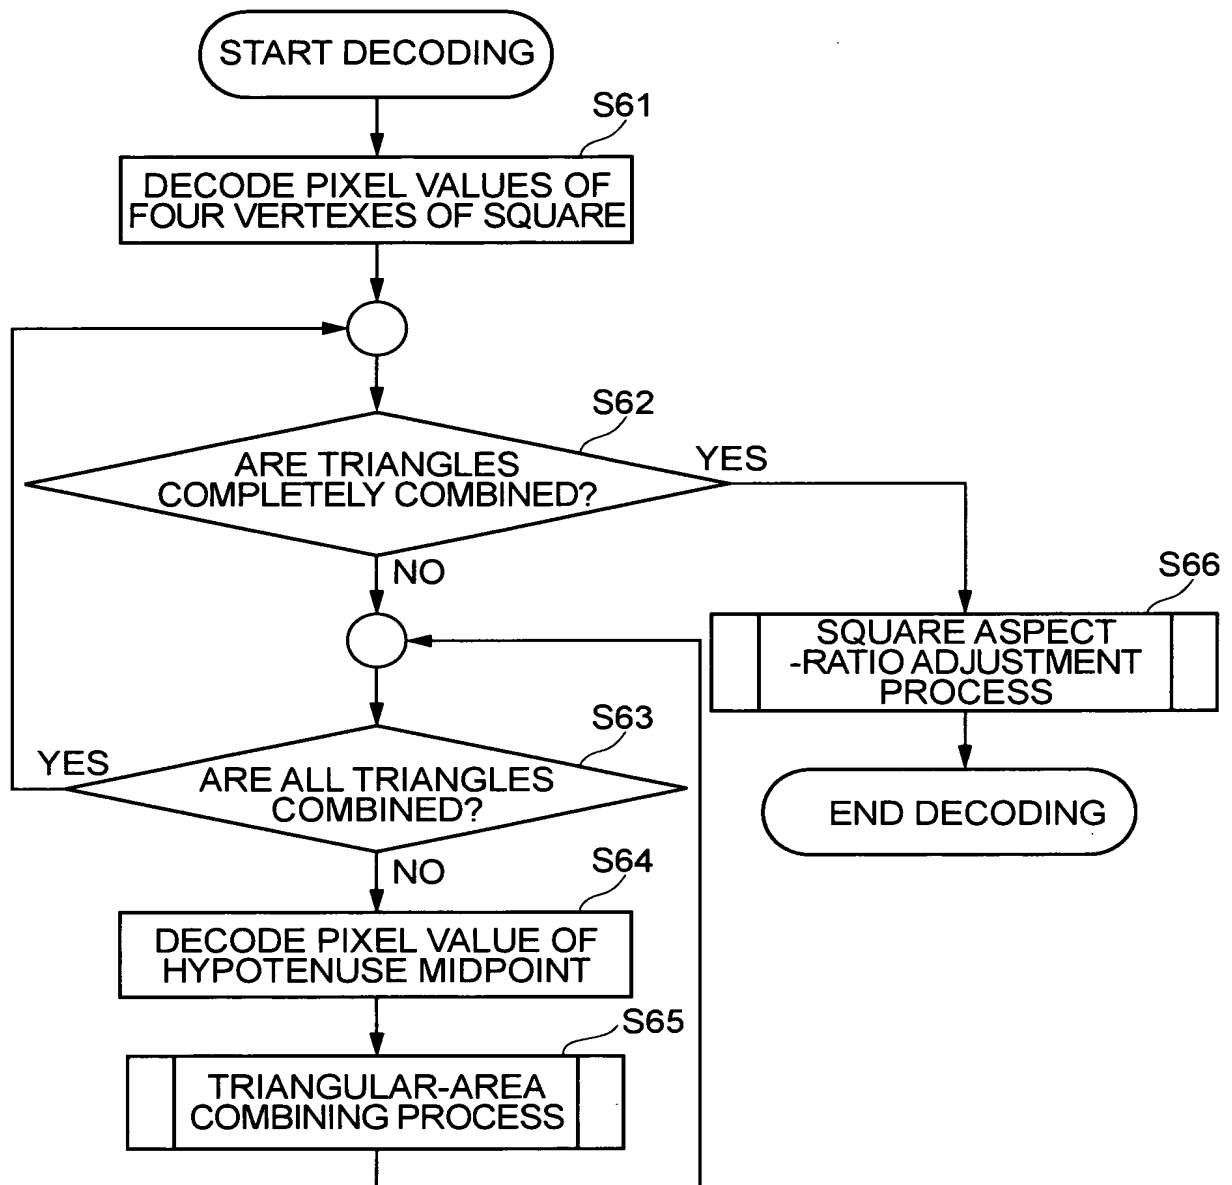 START DECODING
S61
DECODE PIXEL VALUES OF
FOUR VERTEXES OF SQUARE
S62
ARE TRIANGLES
COMPLETELY COMBINED?
YES
NO
S66
SQUARE ASPECT
-RATIO ADJUSTMENT
PROCESS
S63
YES
ARE ALL TRIANGLES
COMBINED?
END DECODING
NO
S64
DECODE PIXEL VALUE OF
HYPOTENUSE MIDPOINT
S65
TRIANGULAR-AREA
COMBINING PROCESS